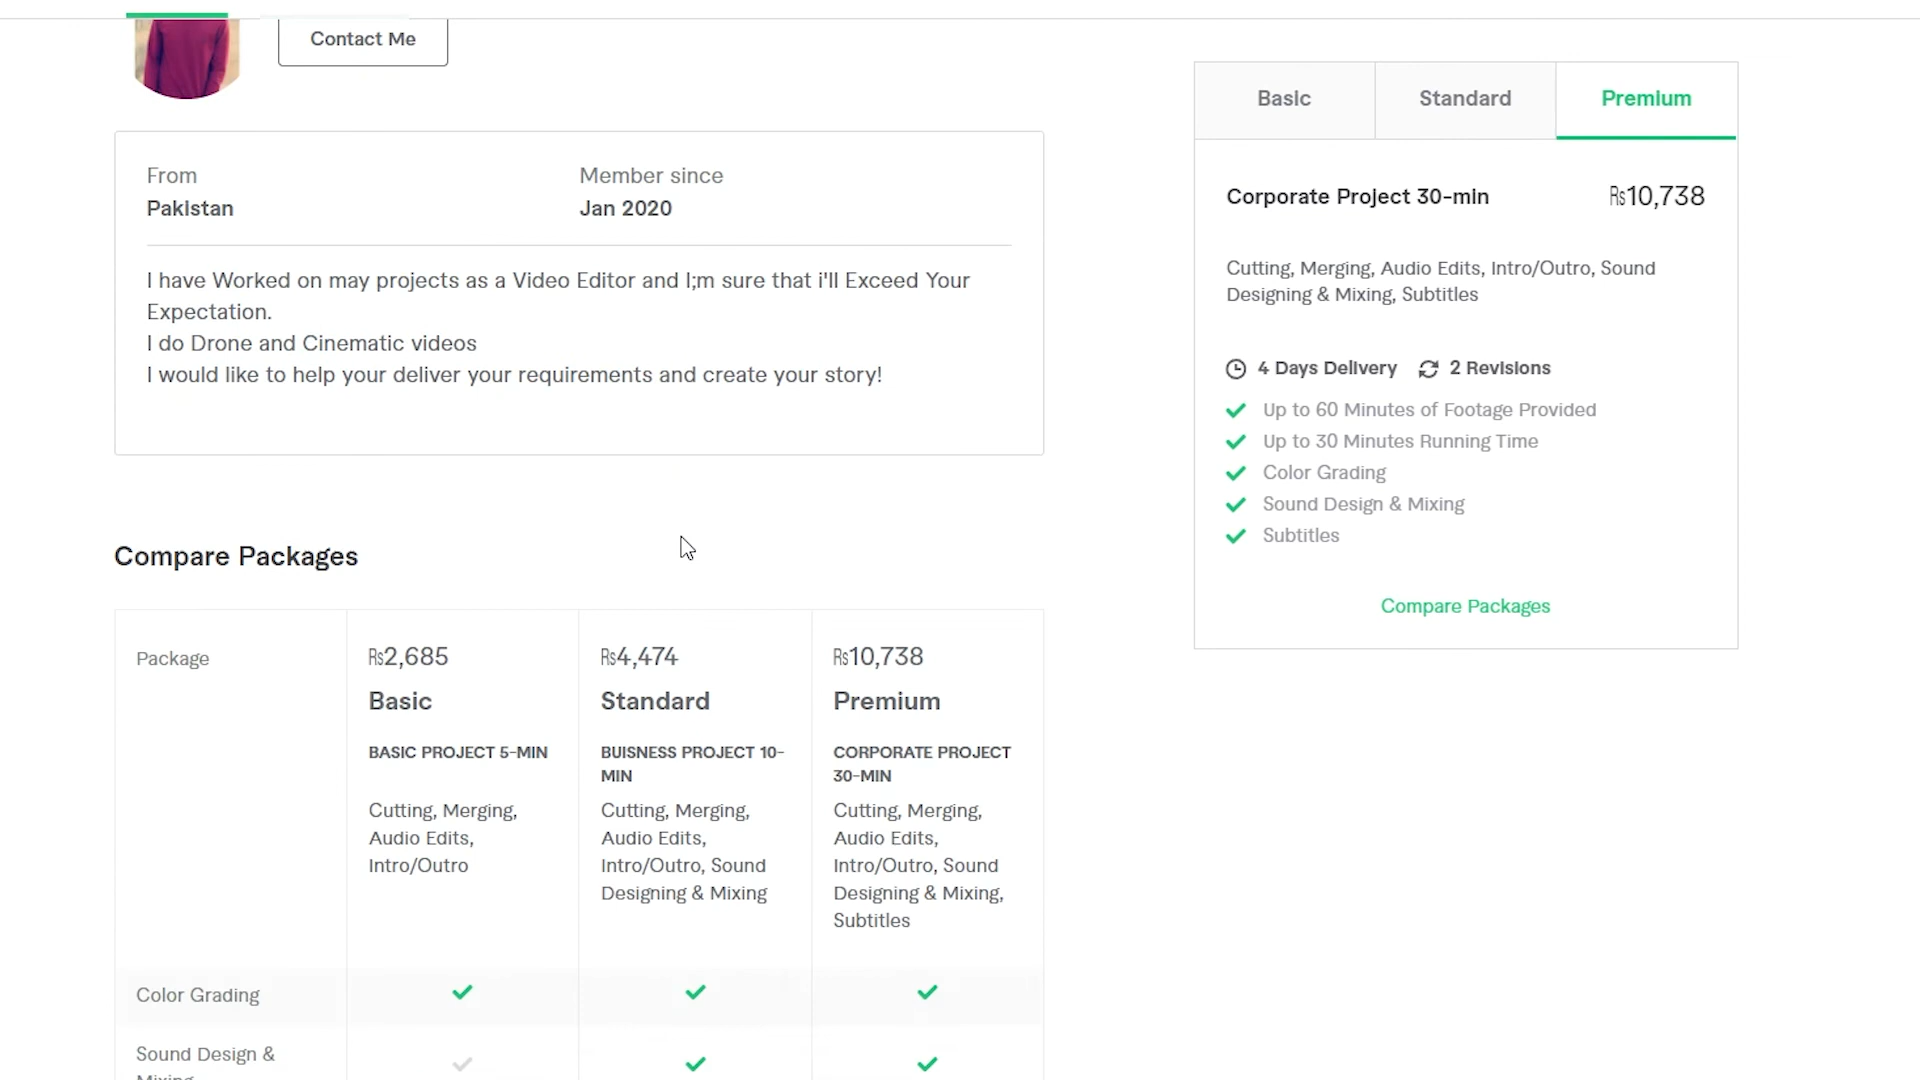 Contact Me
From
Pakistan
Member since
Jan 2020
I have Worked on may projects as a Video Editor and I;m sure that i'll Exceed Your
Expectation.
I do Drone and Cinematic videos
I would like to help your deliver your requirements and create your story!
Basic
Standard
Premium
Corporate Project 30-min
Rs10,738
Cutting, Merging, Audio Edits, Intro/Outro, Sound
Designing & Mixing, Subtitles
4 Days Delivery
2 Revisions
Up to 60 Minutes of Footage Provided
Up to 30 Minutes Running Time
Color Grading
Sound Design & Mixing
Subtitles
Compare Packages
Compare Packages
Package
Rs2,685
Basic
BASIC PROJECT 5-MIN
Cutting, Merging,
Audio Edits,
Intro/Outro
Rs4,474
Standard
BUISNESS PROJECT 10-
MIN
Cutting, Merging,
Audio Edits,
Intro/Outro, Sound
Designing & Mixing
Rs10,738
Premium
CORPORATE PROJECT
30-MIN
Cutting, Merging,
Audio Edits,
Intro/Outro, Sound
Designing & Mixing,
Subtitles
Color Grading
Sound Design &
Mixing